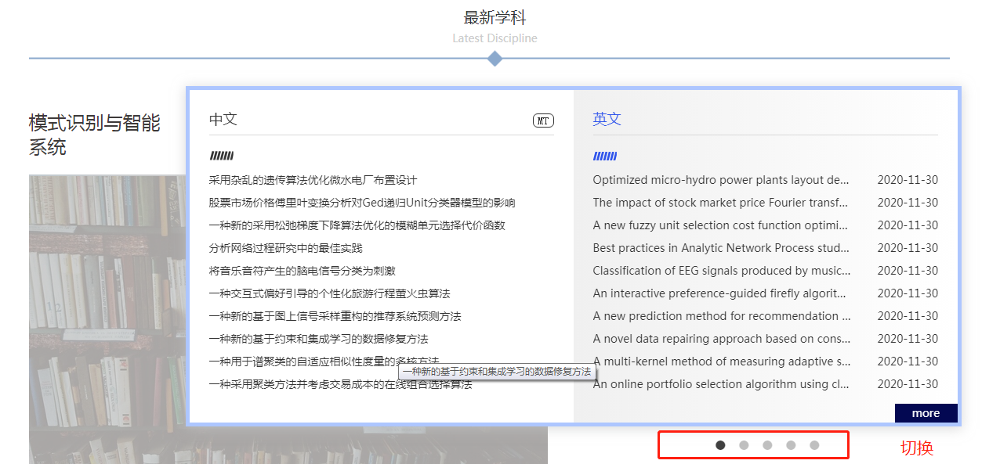 最新学科
Latest Discipline
模式识别与智能
系统
中文
MT
采用杂乱的遗传算法优化微水电厂布置设计
股票市场价格傅里叶变换分析对Ged递归Unit分类器模型的影响
一种新的采用松弛梯度下降算法优化的模糊单元选择代价函数
分析网络过程研究中的最佳实践
将音乐音符产生的脑电信号分类为刺激
一种交互式偏好引导的个性化旅游行程萤火虫算法
一种新的基于图上信号采样重构的推荐系统预测方法
一种新的基于约束和集成学习的数据修复方法
一种用于谱聚类的自适应相似性度量的多核方法
一种新的基于约束和集成学习的数据修复方法
一种采用聚类方法并考虑交易成本的在线组合选择算法
英文
Optimized micro-hydro power plants layout de... 2020-11-30
The impact of stock market price Fourier transf... 2020-11-30
A new fuzzy unit selection cost function optimi... 2020-11-30
Best practices in Analytic Network Process stud... 2020-11-30
Classification of EEG signals produced by music... 2020-11-30
An interactive preference-guided firefly algorit... 2020-11-30
A new prediction method for recommendation ... 2020-11-30
A novel data repairing approach based on cons... 2020-11-30
A multi-kernel method of measuring adaptive s... 2020-11-30
An online portfolio selection algorithm using cl... 2020-11-30
more
切换